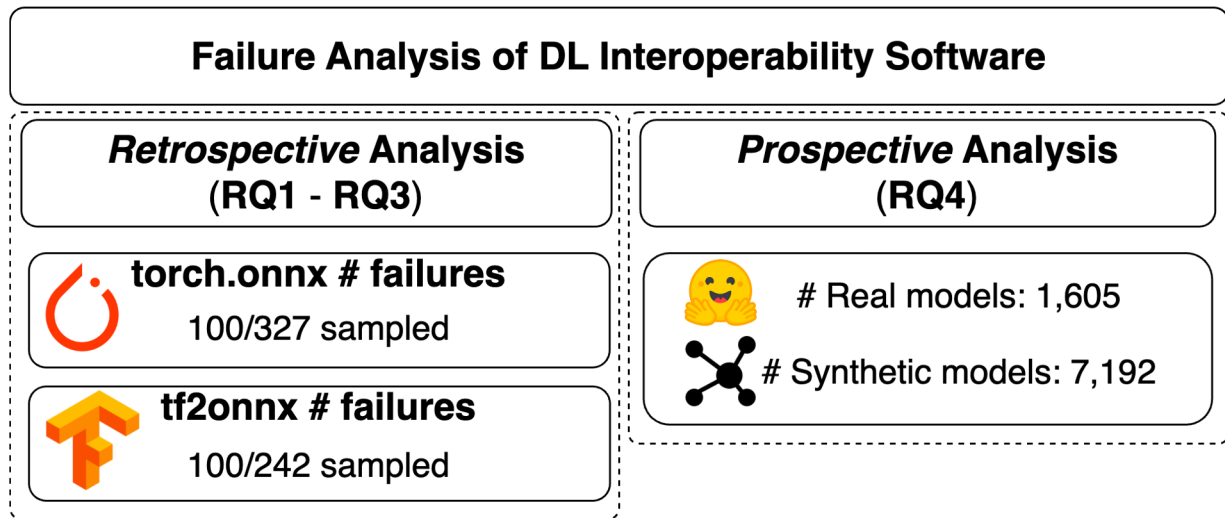 Failure Analysis of DL Interoperability Software
Retrospective Analysis
(RQ1 - RQ3)
torch.onnx # failures
100/327 sampled
tf2onnx # failures
100/242 sampled
Prospective Analysis
(RQ4)
# Real models: 1,605
# Synthetic models: 7,192